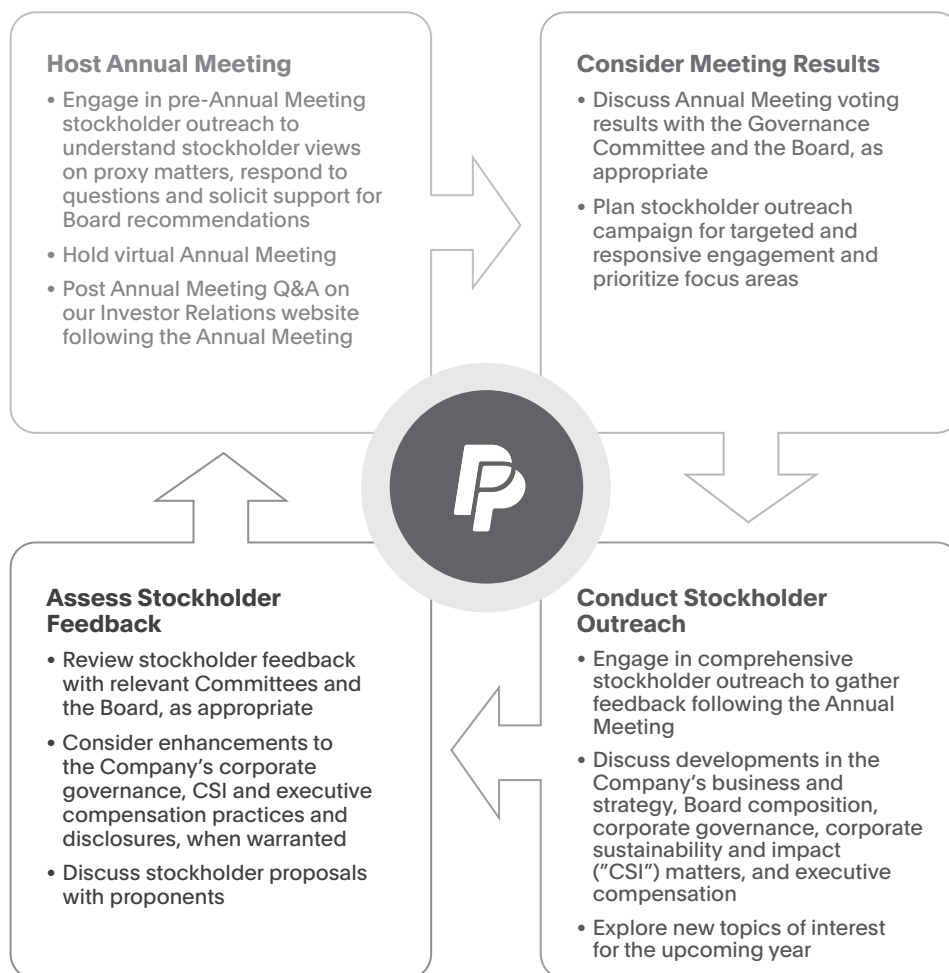 Host Annual Meeting
• Engage in pre-Annual Meeting
stockholder outreach to
understand stockholder views
on proxy matters, respond to
questions and solicit support for
Board recommendations
• Hold virtual Annual Meeting
• Post Annual Meeting Q&A on
our Investor Relations website
following the Annual Meeting
Consider Meeting Results
• Discuss Annual Meeting voting
results with the Governance
Committee and the Board, as
appropriate
• Plan stockholder outreach
campaign for targeted and
responsive engagement and
prioritize focus areas
Assess Stockholder
Feedback
• Review stockholder feedback
with relevant Committees and
the Board, as appropriate
• Consider enhancements to
the Company’s corporate
governance, CSI and executive
compensation practices and
disclosures, when warranted
• Discuss stockholder proposals
with proponents
Conduct Stockholder
Outreach
• Engage in comprehensive
stockholder outreach to gather
feedback following the Annual
Meeting
• Discuss developments in the
Company’s business and
strategy, Board composition,
corporate governance, corporate
sustainability and impact
(“CSI”) matters, and executive
compensation
• Explore new topics of interest
for the upcoming year